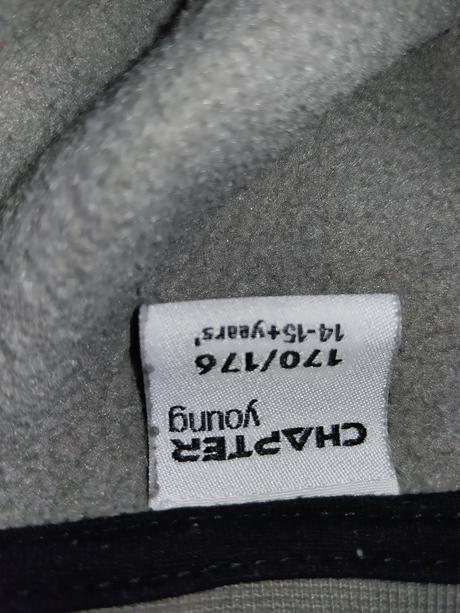 CHAPTER
young
170/176
14-15+years'